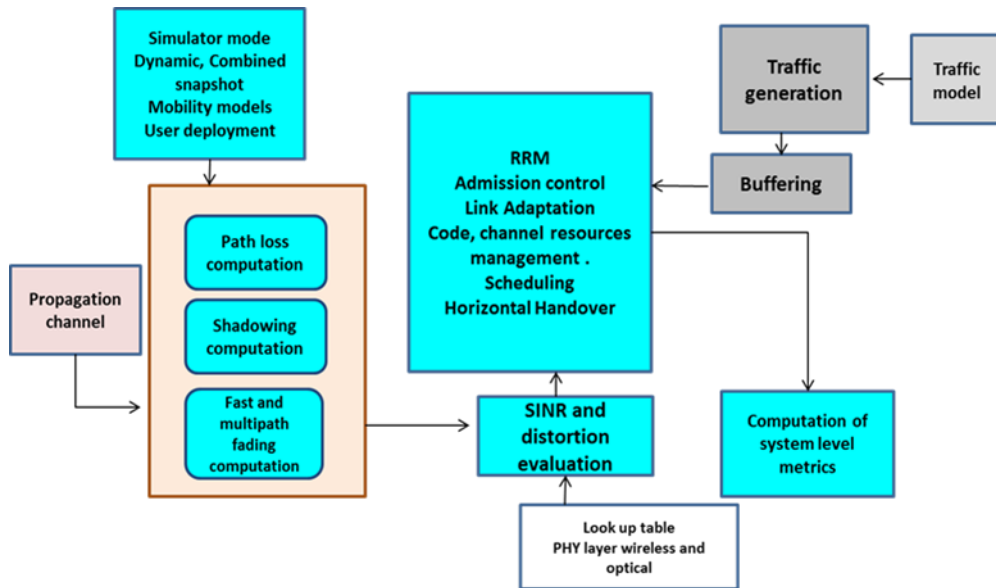 Simulator mode
Dynamic, Combined
snapshot
Mobility models
User deployment
Traffic
generation
Traffic
model
Buffering
RRM
Admission control
Link Adaptation
Code, channel resources
management .
Scheduling
Horizontal Handover
Path loss
computation
Propagation
channel
Shadowing
computation
Fast and
multipath
fading
computation
SINR and
distortion
evaluation
Computation of
system level
metrics
Look up table
PHY layer wireless and
optical